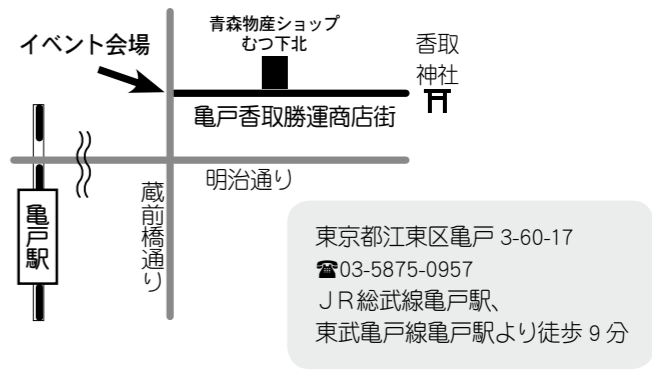 青森物産ショップ
むつ下北
イベント会場
香取
神社
亀戸香取勝運商店街
明治通り
蔵前橋通り
亀戸駅
東京都江東区亀戸 3-60-17
☎03-5875-0957
ＪＲ総武線亀戸駅、
東武亀戸線亀戸駅より徒歩 9 分